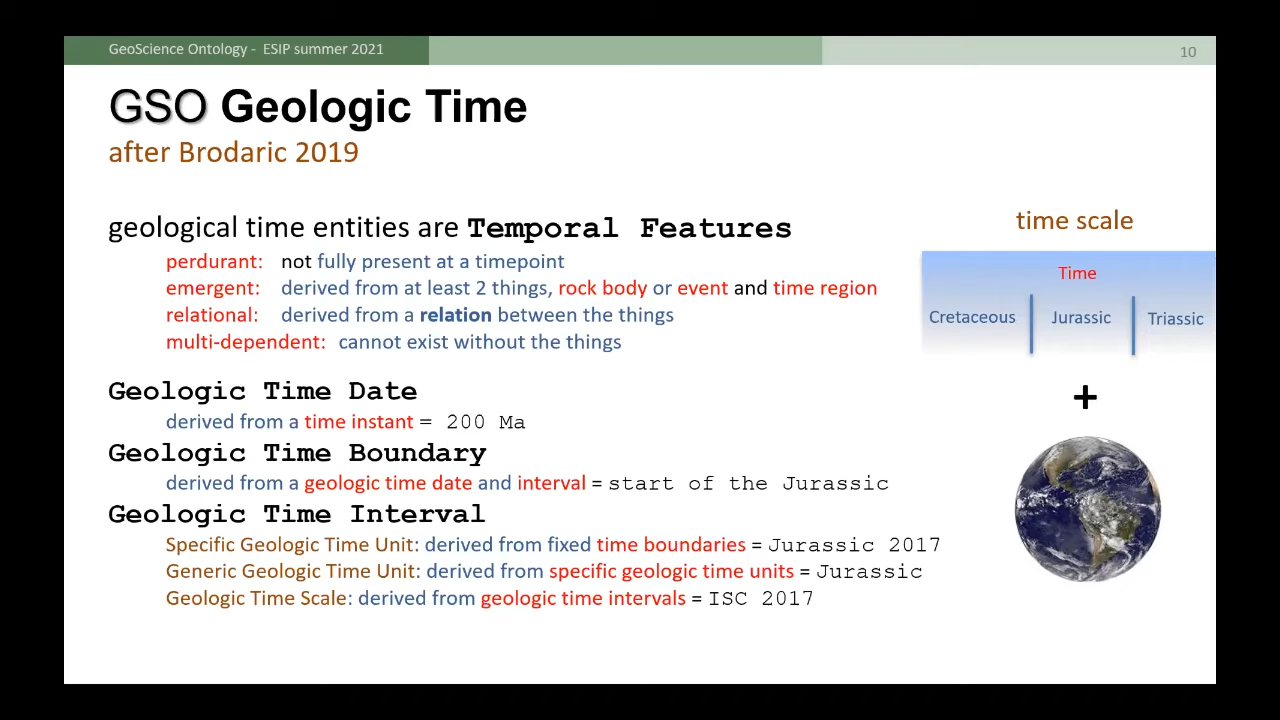 GeoScience Ontology - ESIP summer 2021
10
GSO Geologic Time
after Brodaric 2019
geological time entities are Temporal Features
perdurant: not fully present at a timepoint
emergent: derived from at least 2 things, rock body or event and time region
relational: derived from a relation between the things
multi-dependent: cannot exist without the things
Geologic Time Date
derived from a time instant = 200 Ma
Geologic Time Boundary
derived from a geologic time date and interval = start of the Jurassic
Geologic Time Interval
Specific Geologic Time Unit: derived from fixed time boundaries = Jurassic 2017
Generic Geologic Time Unit: derived from specific geologic time units = Jurassic
Geologic Time Scale: derived from geologic time intervals = ISC 2017
time scale
Time
Cretaceous Jurassic Triassic
+